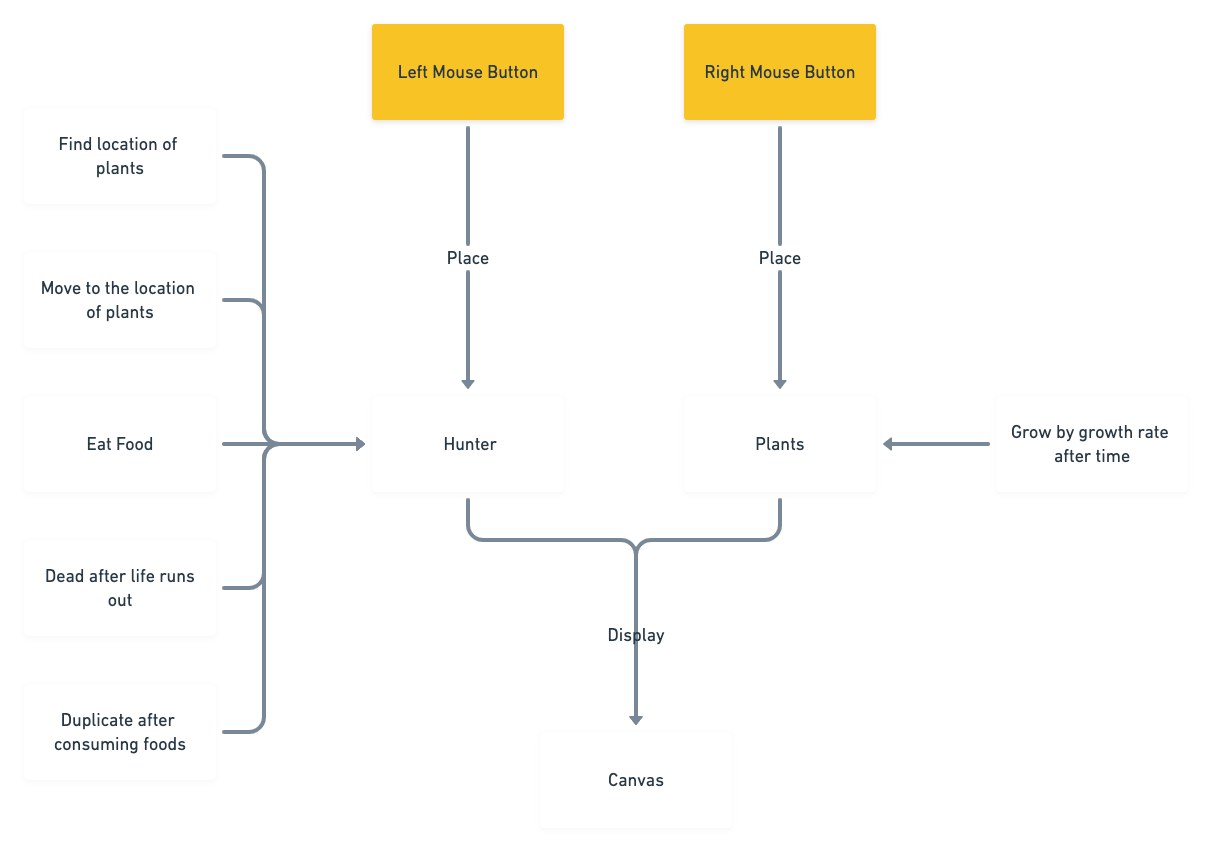 Left Mouse Button
Right Mouse Button
Find location of
plants
Place
Place
Move to the location
of plants
Eat Food
Hunter
Plants
Grow by growth rate
after time
Dead after life runs
out
Display
Duplicate after
consuming foods
Canvas